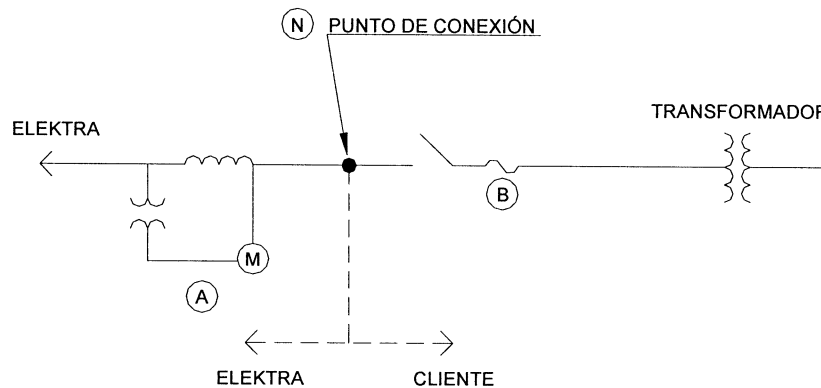 N PUNTO DE CONEXIÓN
ELEKTRA
TRANSFORMADOR
B
M
A
ELEKTRA
CLIENTE